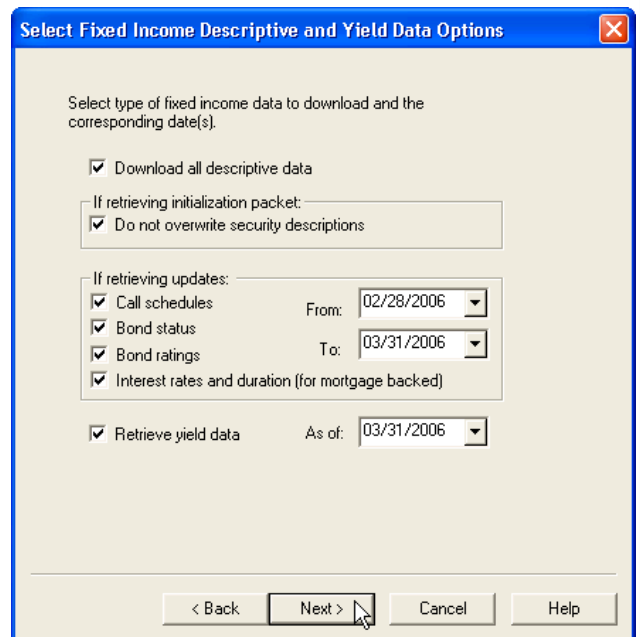 Select Fixed Income Descriptive and Yield Data Options
Select type of fixed income data to download and the
corresponding date(s).
Download all descriptive data
If retrieving initialization packet:
Do not overwrite security descriptions
If retrieving updates:
Call schedules
From: 02/28/2006
Bond status
To: 03/31/2006
Bond ratings
Interest rates and duration (for mortgage backed)
Retrieve yield data As of: 03/31/2006
< Back Next > Cancel Help